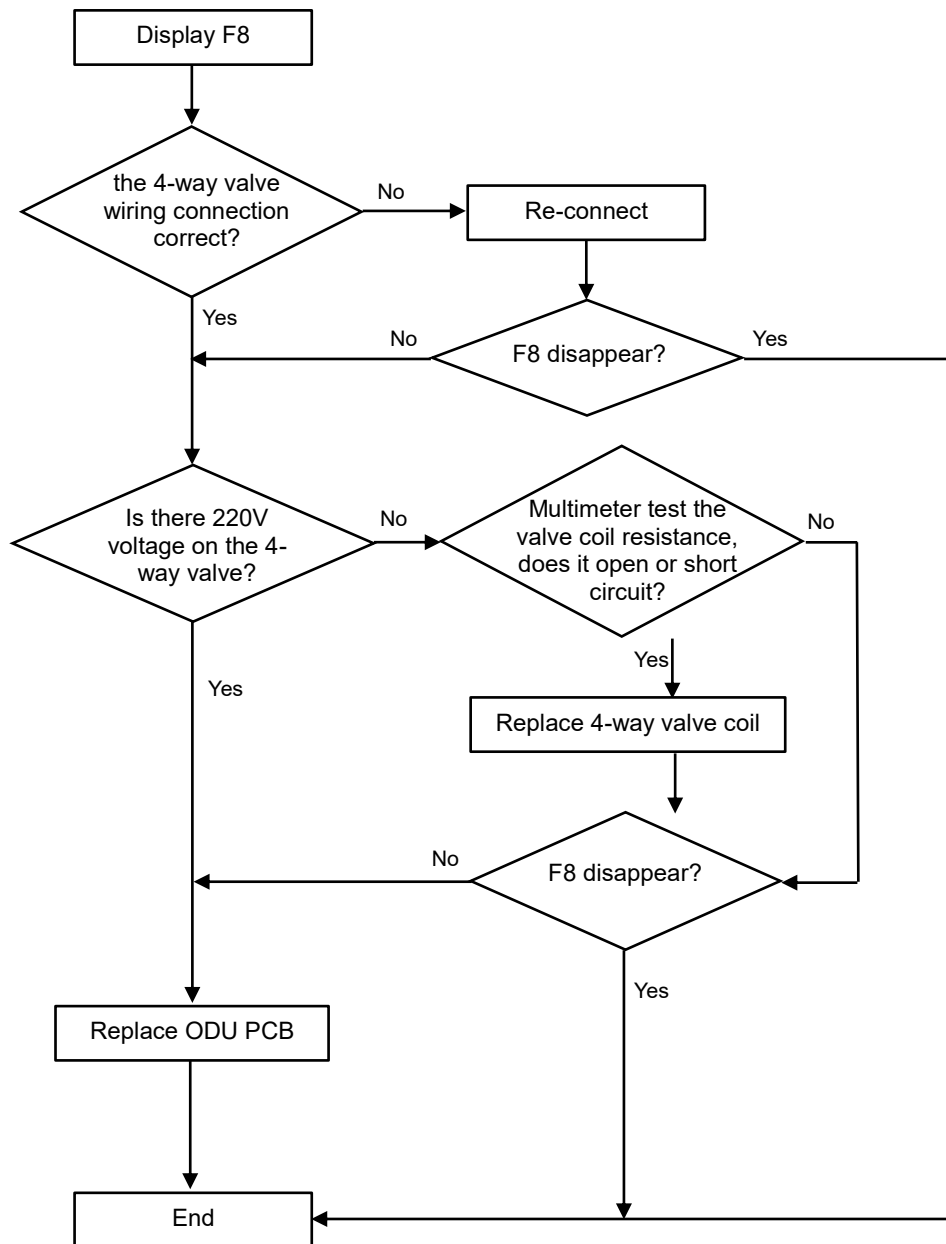 Display F8
the 4-way valve
wiring connection
correct?
No
Re-connect
Yes
No
F8 disappear?
Yes
Is there 220V
voltage on the 4-
way valve?
No
Multimeter test the
valve coil resistance,
does it open or short
circuit?
No
Yes
Yes
Replace 4-way valve coil
No
F8 disappear?
Yes
Replace ODU PCB
End